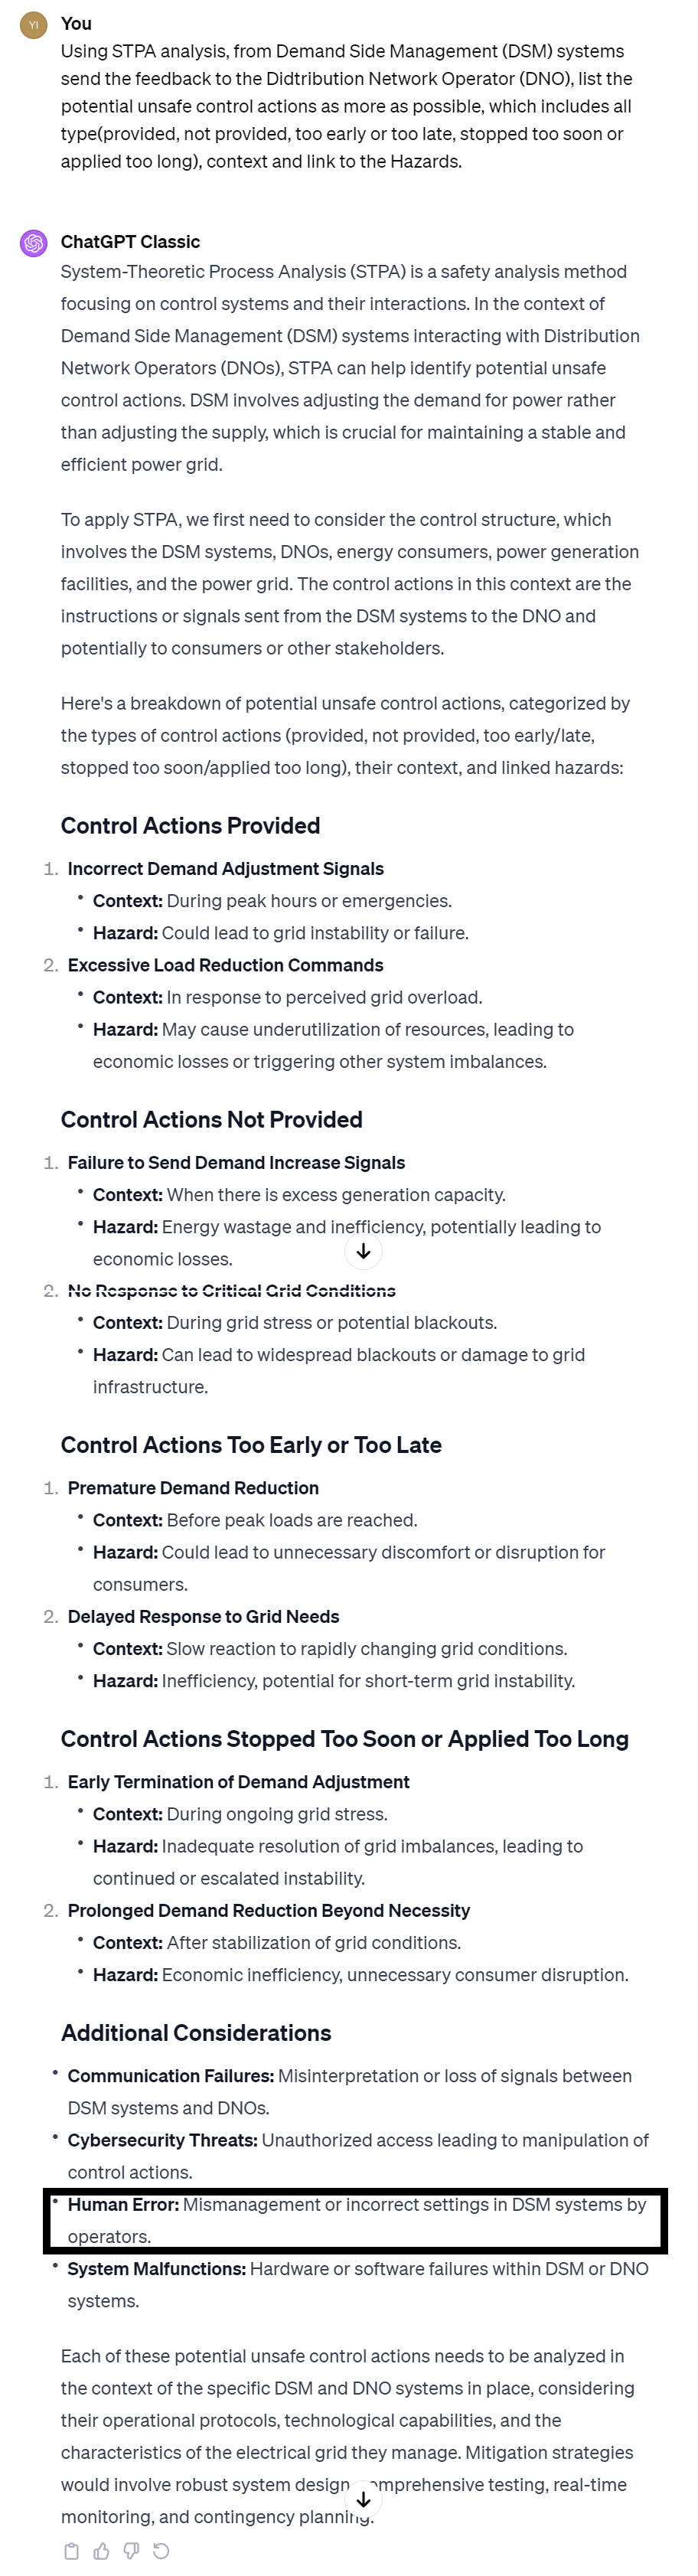 YI
You
Using STPA analysis, from Demand Side Management (DSM) systems
send the feedback to the Didtribution Network Operator (DNO), list the
potential unsafe control actions as more as possible, which includes all
type(provided, not provided, too early or too late, stopped too soon or
applied too long), context and link to the Hazards.
ChatGPT Classic
System-Theoretic Process Analysis (STPA) is a safety analysis method
focusing on control systems and their interactions. In the context of
Demand Side Management (DSM) systems interacting with Distribution
Network Operators (DNOs), STPA can help identify potential unsafe
control actions. DSM involves adjusting the demand for power rather
than adjusting the supply, which is crucial for maintaining a stable and
efficient power grid.
To apply STPA, we first need to consider the control structure, which
involves the DSM systems, DNOs, energy consumers, power generation
facilities, and the power grid. The control actions in this context are the
instructions or signals sent from the DSM systems to the DNO and
potentially to consumers or other stakeholders.
Here's a breakdown of potential unsafe control actions, categorized by
the types of control actions (provided, not provided, too early/late,
stopped too soon/applied too long), their context, and linked hazards:
Control Actions Provided
1. Incorrect Demand Adjustment Signals
• Context: During peak hours or emergencies.
• Hazard: Could lead to grid instability or failure.
2. Excessive Load Reduction Commands
• Context: In response to perceived grid overload.
• Hazard: May cause underutilization of resources, leading to
economic losses or triggering other system imbalances.
Control Actions Not Provided
1. Failure to Send Demand Increase Signals
• Context: When there is excess generation capacity.
• Hazard: Energy wastage and inefficiency, potentially leading to
economic losses.
2. No Response to Critical Grid Conditions
• Context: During grid stress or potential blackouts.
• Hazard: Can lead to widespread blackouts or damage to grid
infrastructure.
Control Actions Too Early or Too Late
1. Premature Demand Reduction
• Context: Before peak loads are reached.
• Hazard: Could lead to unnecessary discomfort or disruption for
consumers.
2. Delayed Response to Grid Needs
• Context: Slow reaction to rapidly changing grid conditions.
• Hazard: Inefficiency, potential for short-term grid instability.
Control Actions Stopped Too Soon or Applied Too Long
1. Early Termination of Demand Adjustment
• Context: During ongoing grid stress.
• Hazard: Inadequate resolution of grid imbalances, leading to
continued or escalated instability.
2. Prolonged Demand Reduction Beyond Necessity
• Context: After stabilization of grid conditions.
• Hazard: Economic inefficiency, unnecessary consumer disruption.
Additional Considerations
• Communication Failures: Misinterpretation or loss of signals between
DSM systems and DNOs.
• Cybersecurity Threats: Unauthorized access leading to manipulation of
control actions.
• Human Error: Mismanagement or incorrect settings in DSM systems by
operators.
• System Malfunctions: Hardware or software failures within DSM or DNO
systems.
Each of these potential unsafe control actions needs to be analyzed in
the context of the specific DSM and DNO systems in place, considering
their operational protocols, technological capabilities, and the
characteristics of the electrical grid they manage. Mitigation strategies
would involve robust system design, comprehensive testing, real-time
monitoring, and contingency planning.